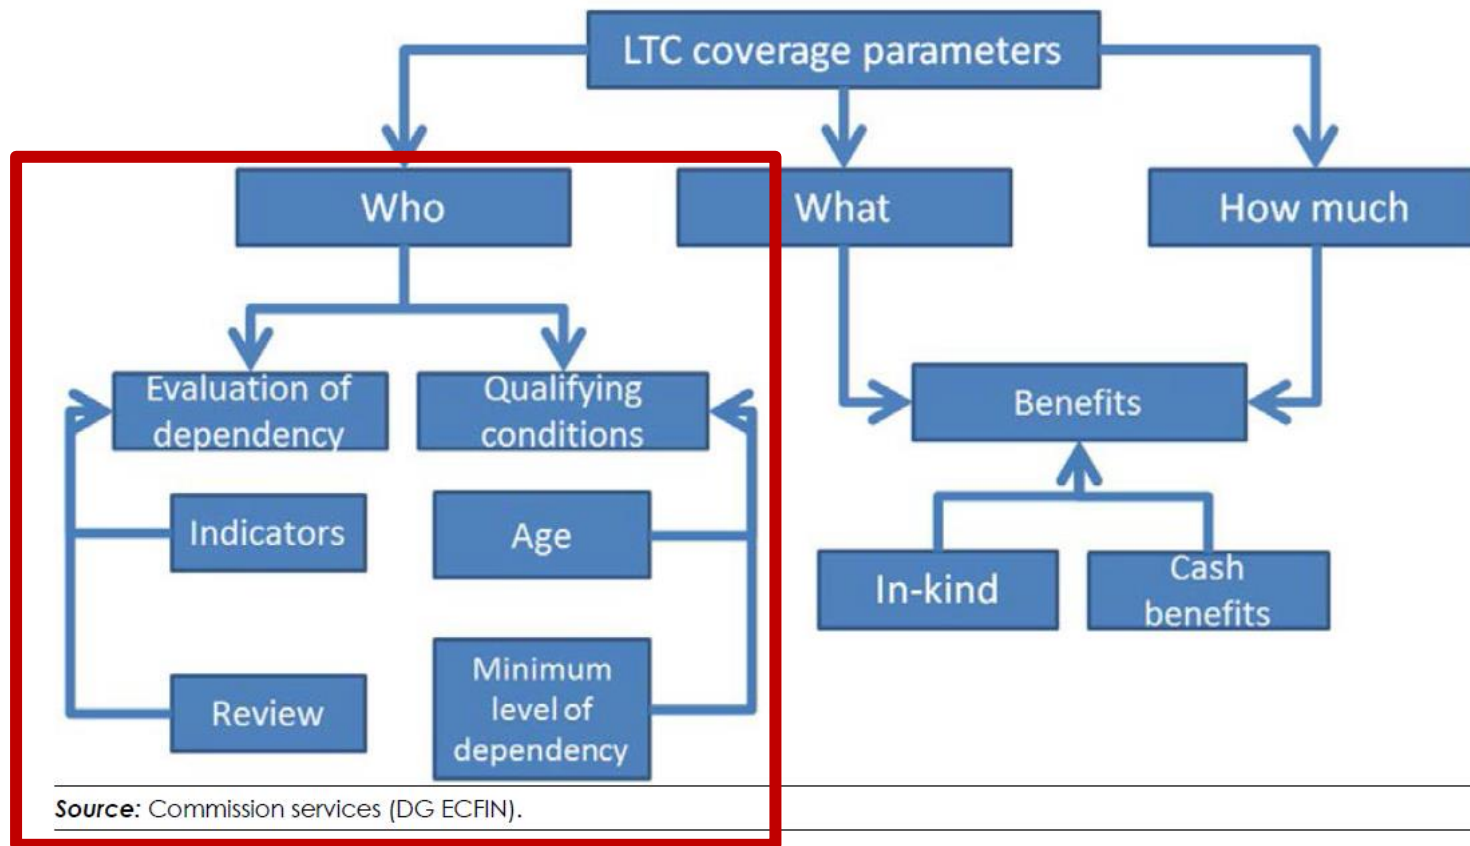 LTC coverage parameters
Who
What
How much
Evaluation of
dependency
Qualifying
conditions
Benefits
Indicators
Age
In-kind
Cash
benefits
Review
Minimum
level of
dependency
Source: Commission services (DG ECFIN).